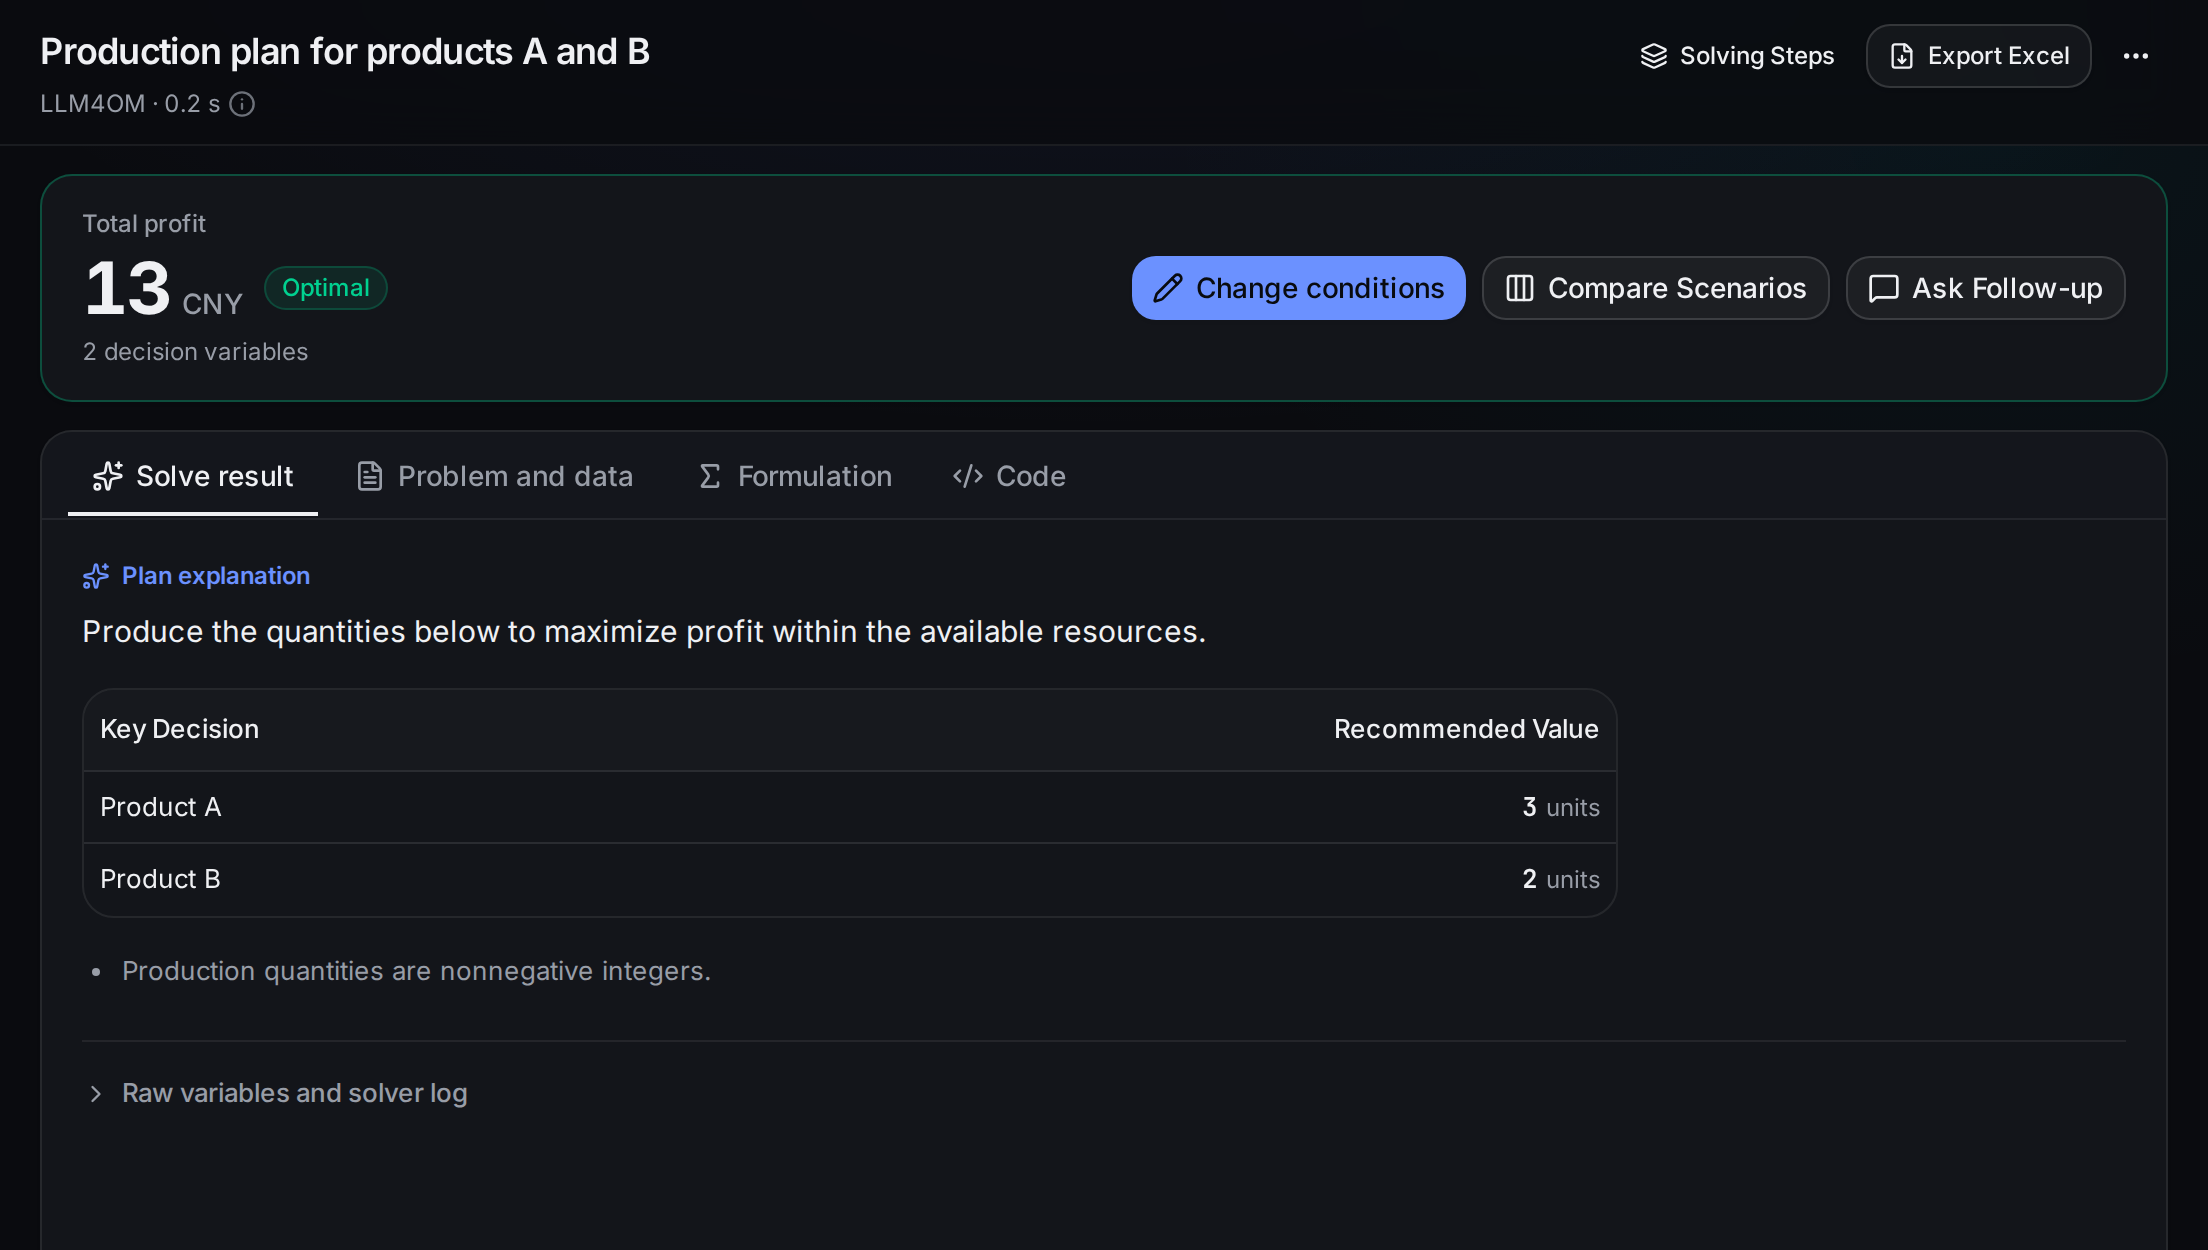 Production plan for products A and B
LLM4OM · 0.2 s
Solving Steps
Export Excel
Total profit
13 CNY Optimal
2 decision variables
Change conditions
Compare Scenarios
Ask Follow-up
Solve result
Problem and data
Formulation
Code
Plan explanation
Produce the quantities below to maximize profit within the available resources.
Key Decision Recommended Value
Product A 3 units
Product B 2 units
• Production quantities are nonnegative integers.
Raw variables and solver log